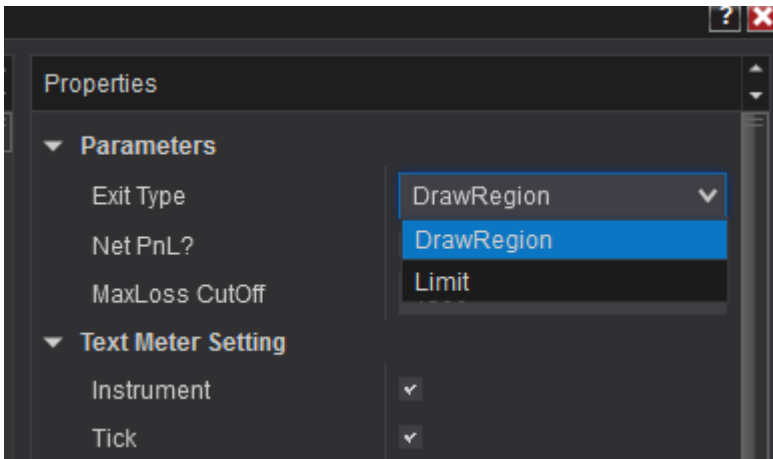 ?
Properties
Parameters
Exit Type DrawRegion
Net PnL? DrawRegion
MaxLoss CutOff Limit
Text Meter Setting
Instrument
Tick